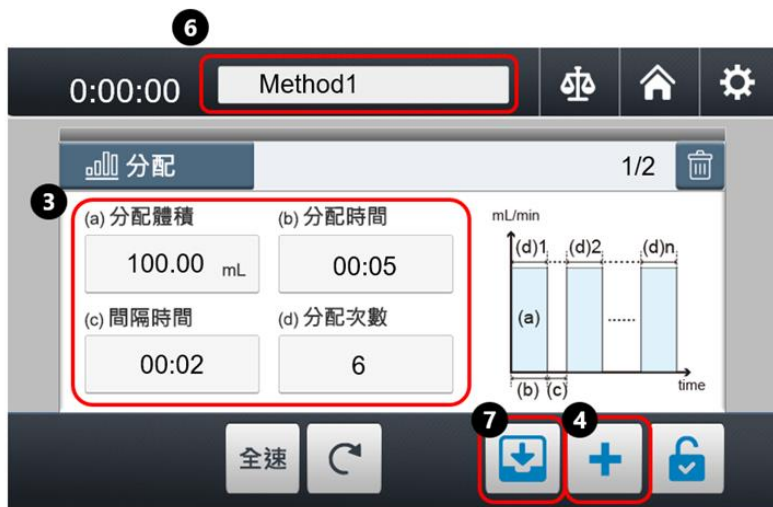 6
0:00:00 Method1
分配 1/2
3
(a) 分配體積 (b) 分配時間
100.00 mL 00:05
(c) 間隔時間 (d) 分配次數
00:02 6
mL/min
(d)1 (d)2 (d)n
(a)
......
(b) (c) time
7 4
全速